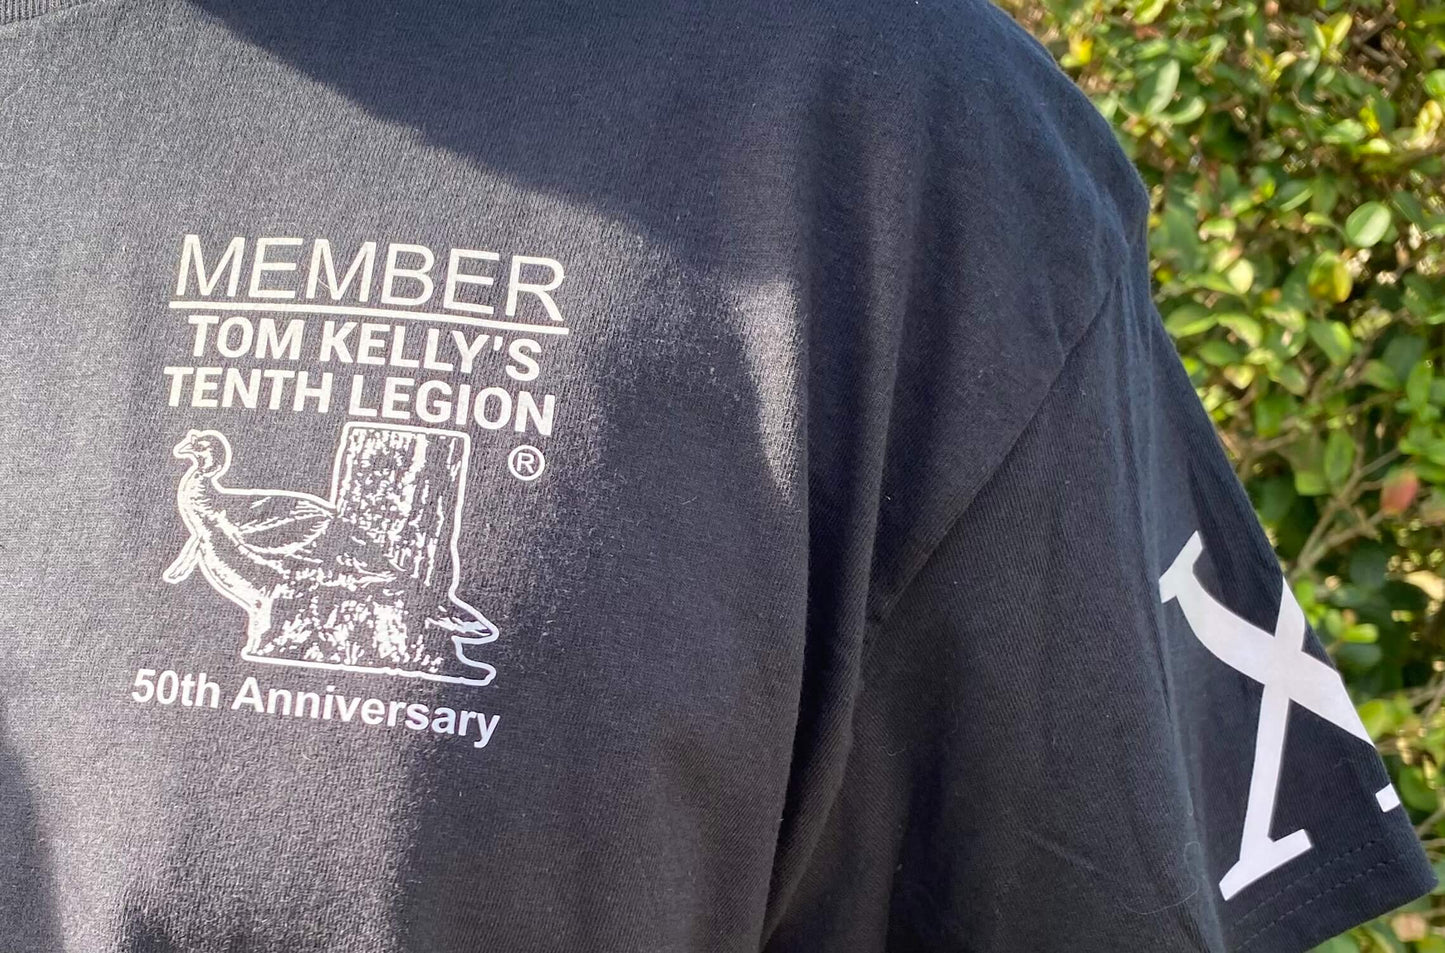 MEMBER
TOM KELLY'S
TENTH LEGION
®
50th Anniversary
X